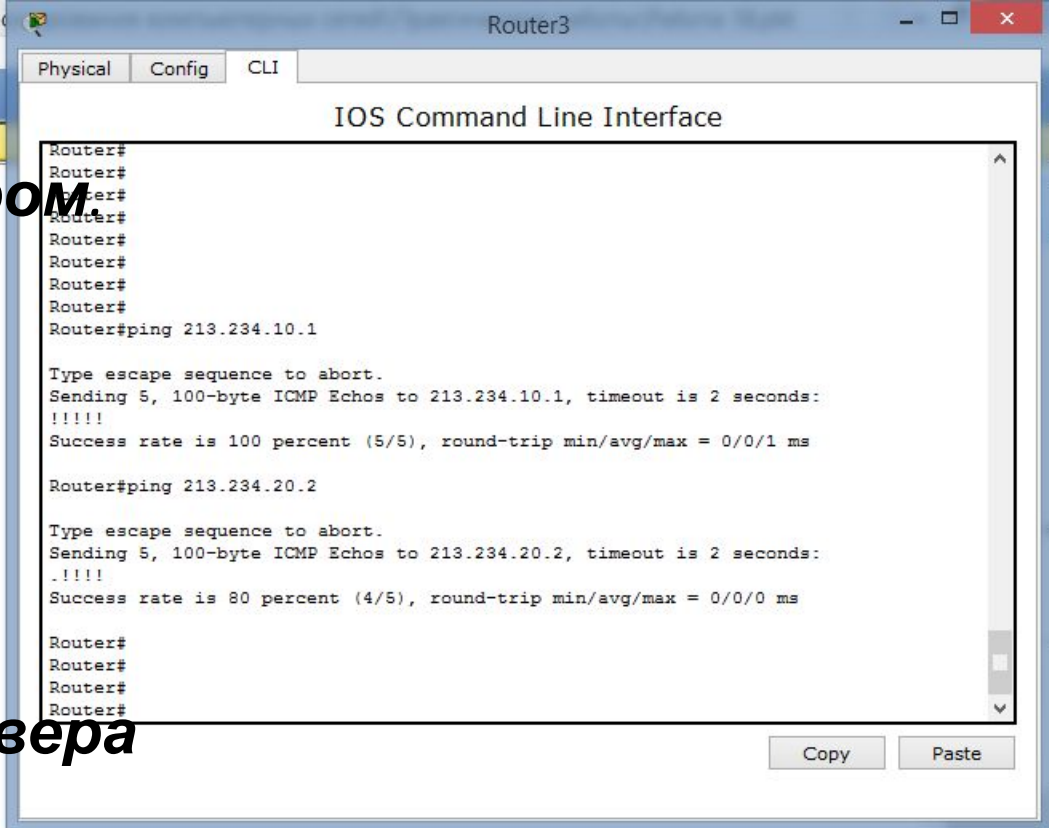 Router3
Physical Config CLI
IOS Command Line Interface
Router#
Router#
Router#
Router#
Router#
Router#
Router#
Router#
Router#ping 213.234.10.1
Type escape sequence to abort.
Sending 5, 100-byte ICMP Echos to 213.234.10.1, timeout is 2 seconds:
!!!!!
Success rate is 100 percent (5/5), round-trip min/avg/max = 0/0/1 ms
Router#ping 213.234.20.2
Type escape sequence to abort.
Sending 5, 100-byte ICMP Echos to 213.234.20.2, timeout is 2 seconds:
.!!!!
Success rate is 80 percent (4/5), round-trip min/avg/max = 0/0/0 ms
Router#
Router#
Router#
Router#
вера
Copy Paste